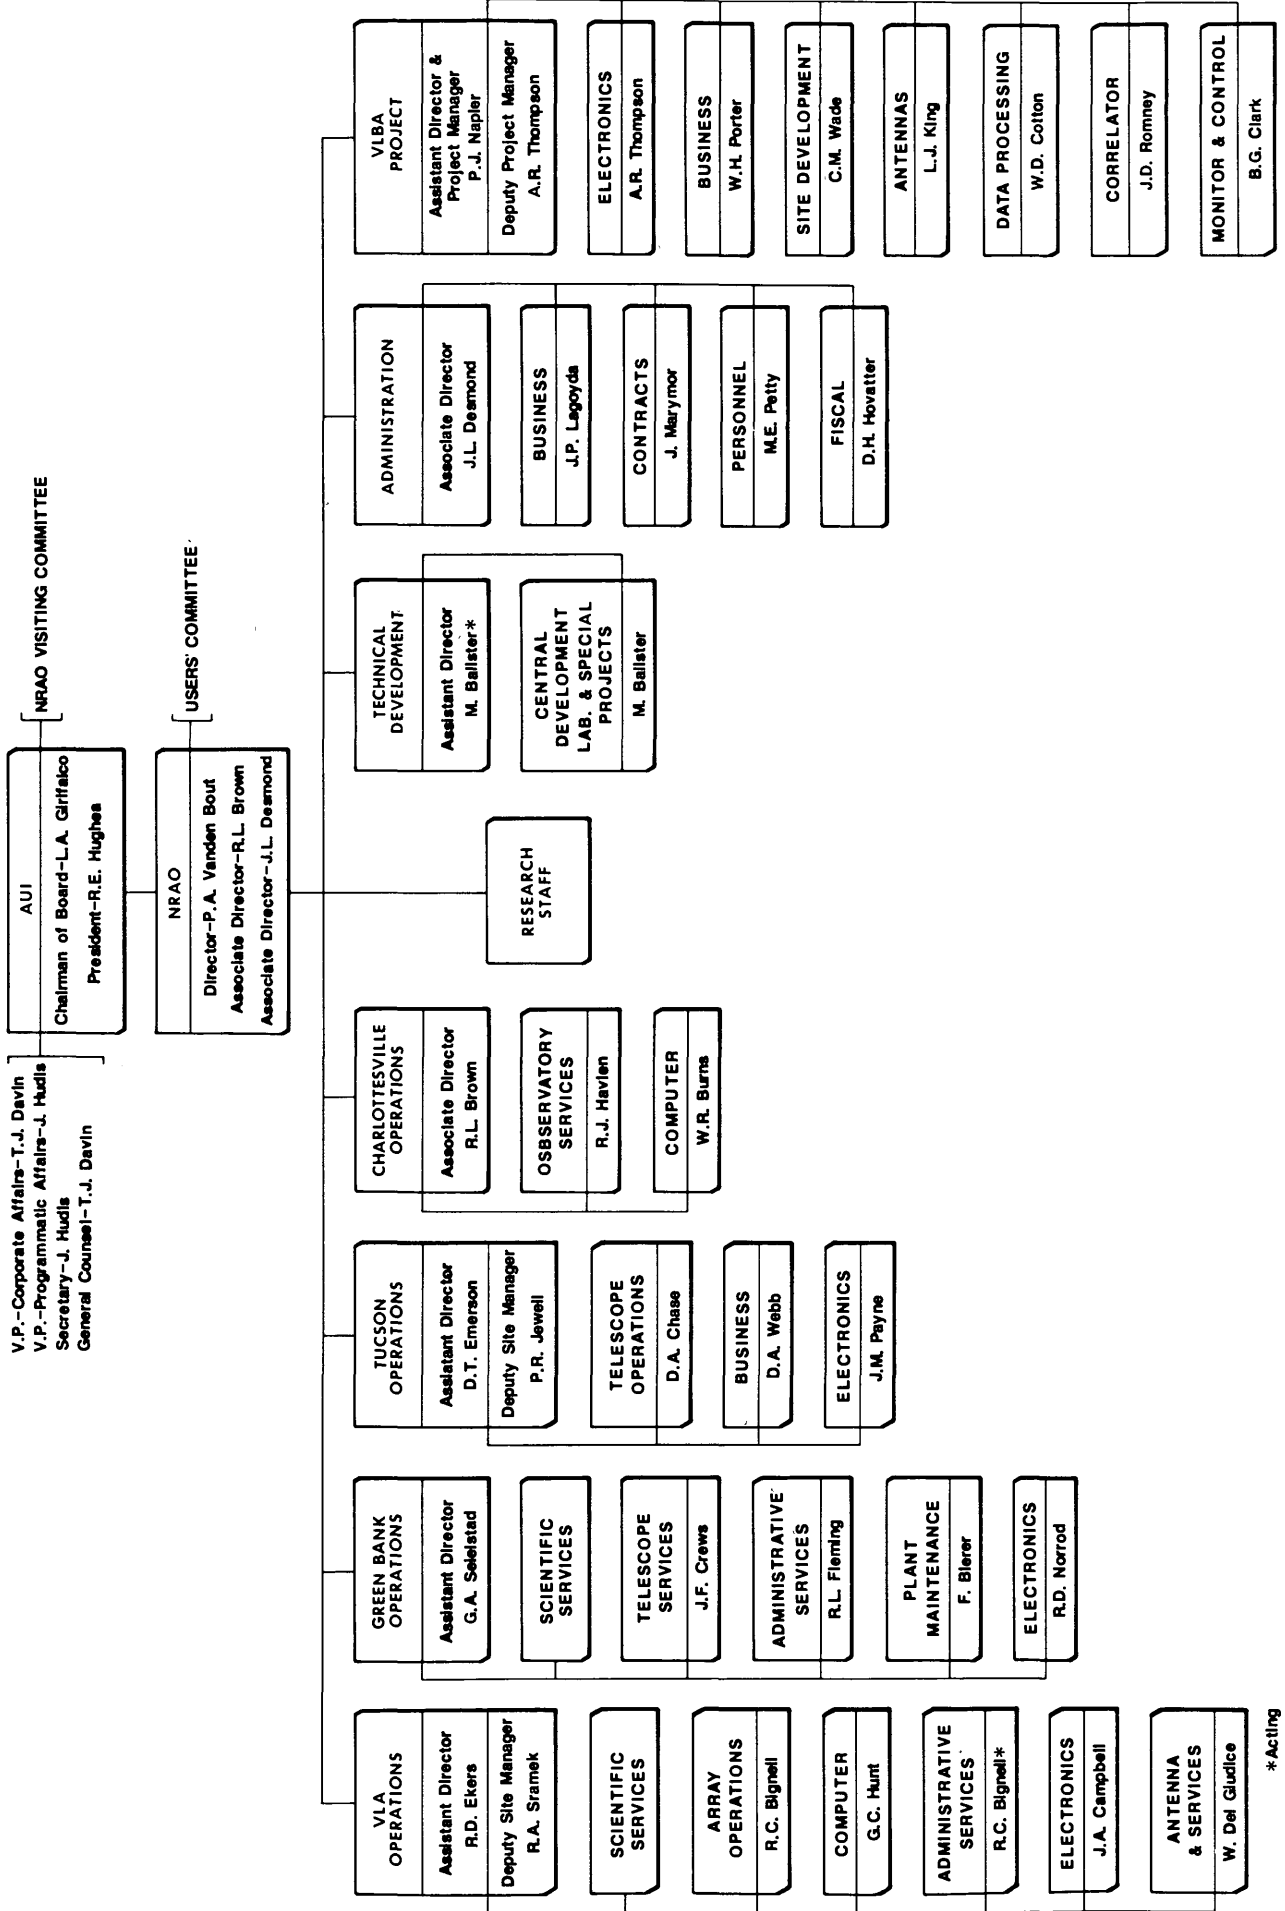 AUI
Chairman of Board-L.A. Girifalco
President-R.E. Hughes
NRAO VISITING COMMITTEE
V.P.-Corporate Affairs-T.J. Davin
V.P.-Programmatic Affairs-J. Hudis
Secretary-J. Hudis
General Counsel-T.J. Davin
NRAO
Director-P.A. Vanden Bout
Associate Director-R.L. Brown
Associate Director-J.L. Desmond
USERS' COMMITTEE
VLA
OPERATIONS
Assistant Director
R.D. Ekers
Deputy Site Manager
R.A. Sramek
SCIENTIFIC
SERVICES
ARRAY
OPERATIONS
R.C. Bignell
COMPUTER
G.C. Hunt
ADMINISTRATIVE
SERVICES
R.C. Bignell*
ELECTRONICS
J.A. Campbell
ANTENNA
& SERVICES
W. Del Giudice
*Acting
GREEN BANK
OPERATIONS
Assistant Director
G.A. Seielstad
SCIENTIFIC
SERVICES
TELESCOPE
SERVICES
J.F. Crews
ADMINISTRATIVE
SERVICES
R.L. Fleming
PLANT
MAINTENANCE
F. Bierer
ELECTRONICS
R.D. Norrod
TUCSON
OPERATIONS
Assiatant Director
D.T. Emerson
Deputy Site Manager
P.R. Jewell
TELESCOPE
OPERATIONS
D.A. Chase
BUSINESS
D.A. Webb
ELECTRONICS
J.M. Payne
CHARLOTTESVILLE
OPERATIONS
Associate Director
R.L. Brown
OSBSERVATORY
SERVICES
R.J. Havlen
COMPUTER
W.R. Burns
RESEARCH
STAFF
TECHNICAL
DEVELOPMENT
Assistant Director
M. Balister*
CENTRAL
DEVELOPMENT
LAB. & SPECIAL
PROJECTS
M. Balister
ADMINISTRATION
Associate Director
J.L. Desmond
BUSINESS
J.P. Lagoyda
CONTRACTS
J. Marymor
PERSONNEL
M.E. Petty
FISCAL
D.H. Hovatter
VLBA
PROJECT
Assistant Director &
Project Manager
P.J. Napier
Deputy Project Manager
A.R. Thompson
ELECTRONICS
A.R. Thompson
BUSINESS
W.H. Porter
SITE DEVELOPMENT
C.M. Wade
ANTENNAS
L.J. King
DATA PROCESSING
W.D. Cotton
CORRELATOR
J.D. Romney
MONITOR & CONTROL
B.G. Clark